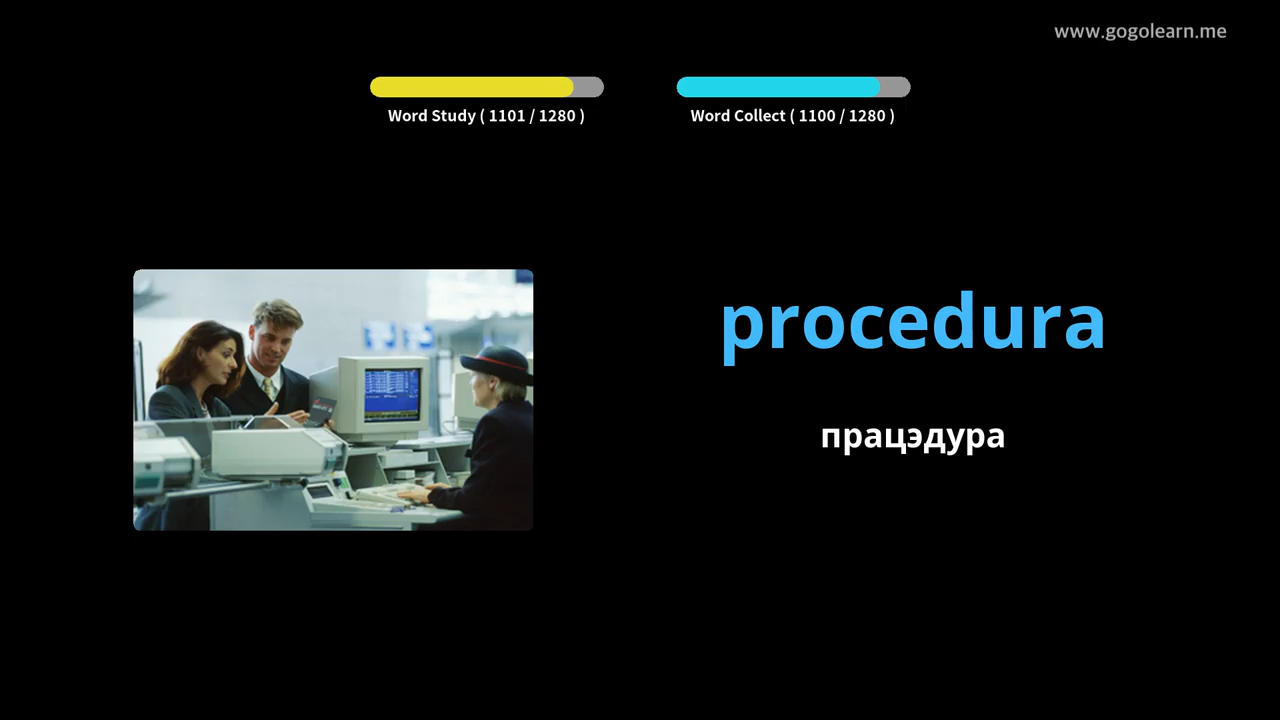 www.gogolearn.me
Word Study ( 1101 / 1280 )
Word Collect ( 1100 / 1280 )
procedura
працэдура